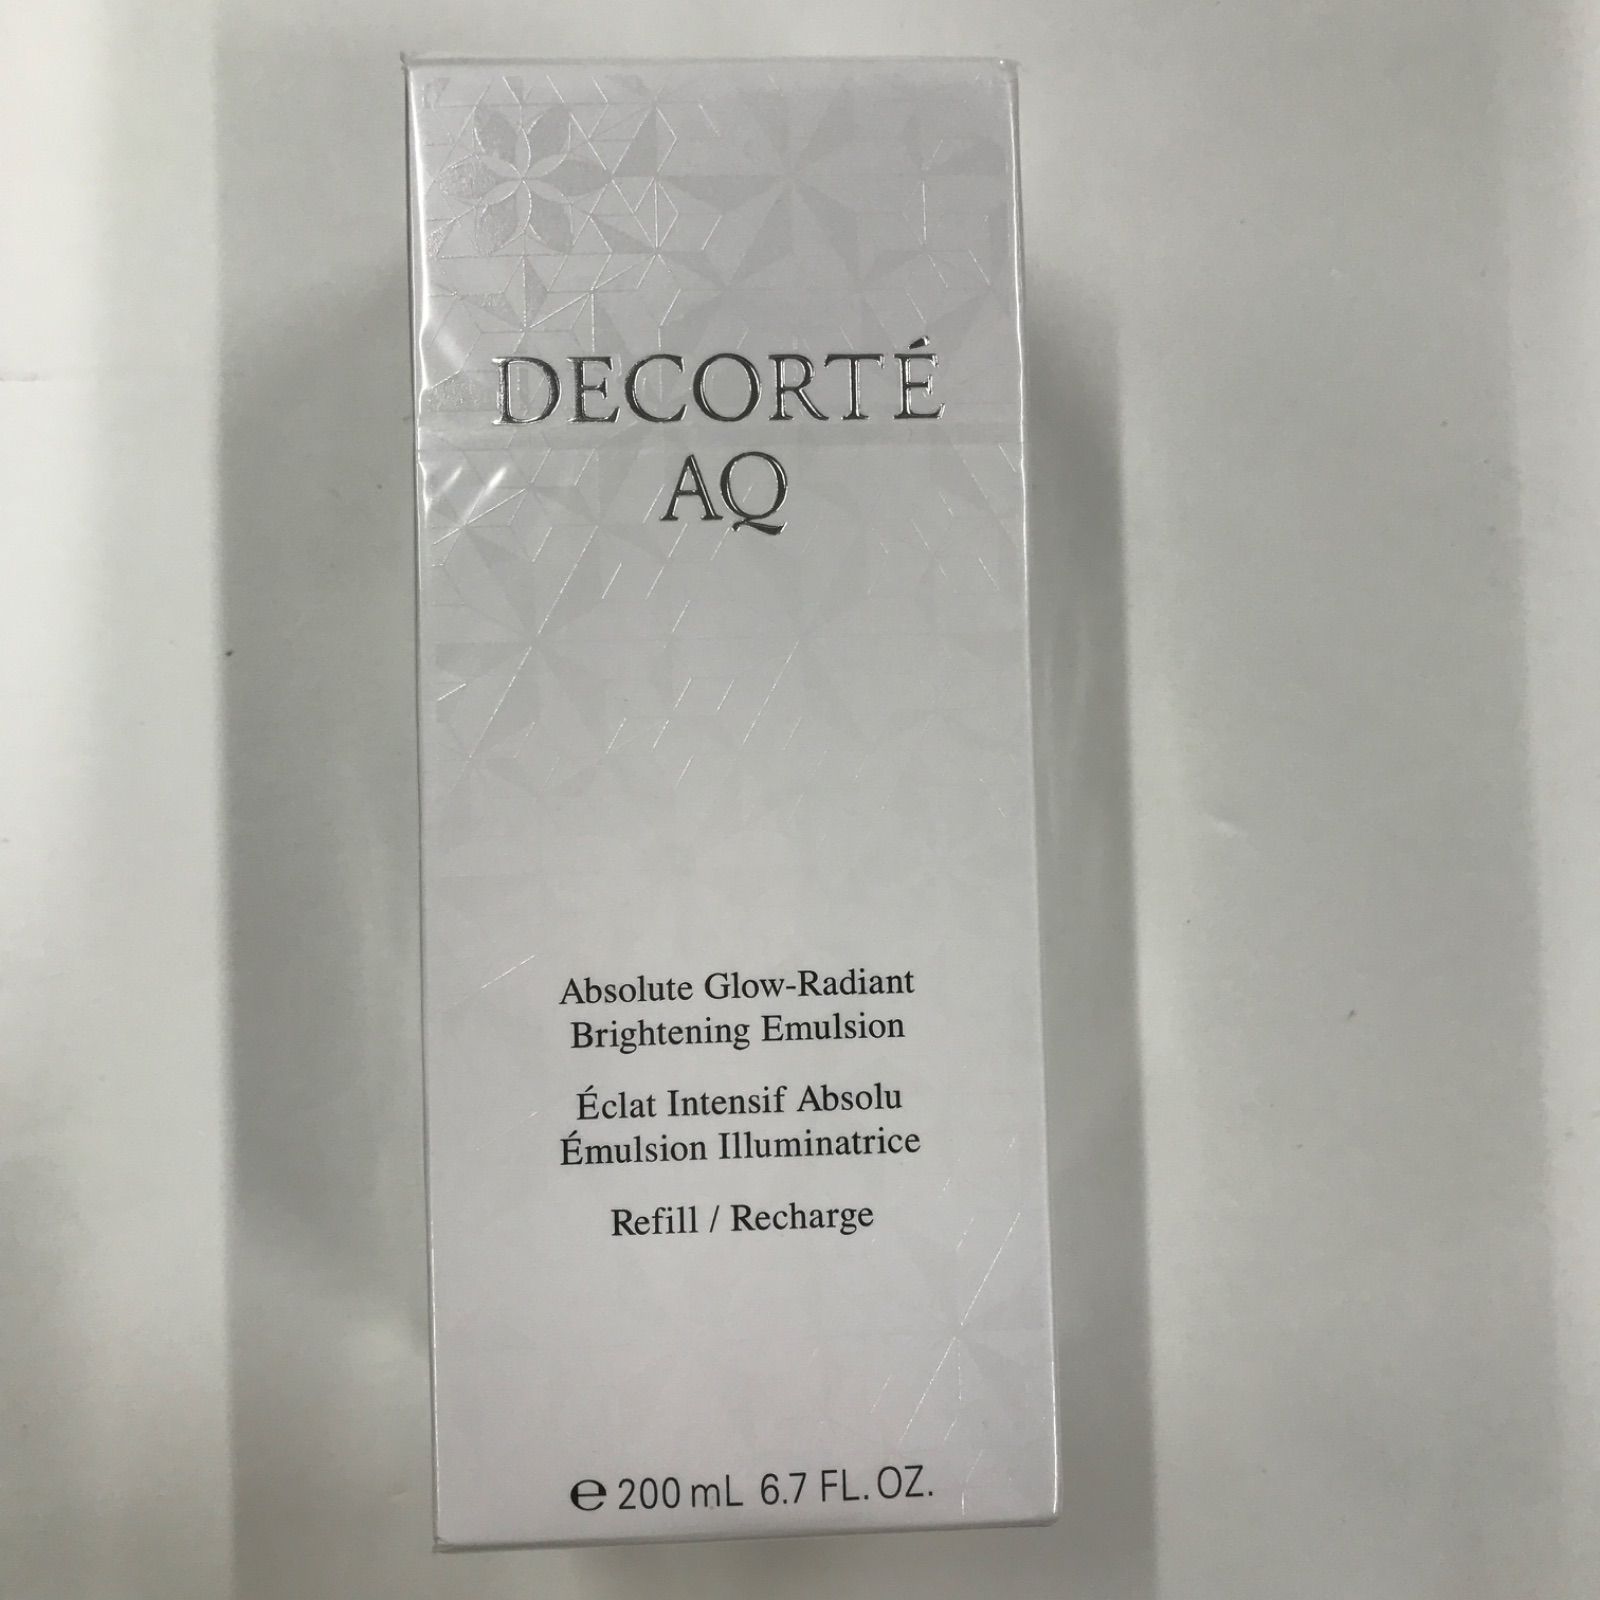 DECORTÉ
AQ
Absolute Glow-Radiant
Brightening Emulsion
Éclat Intensif Absolu
Émulsion Illuminatrice
Refill / Recharge
℮ 200 mL 6.7 FL. OZ.